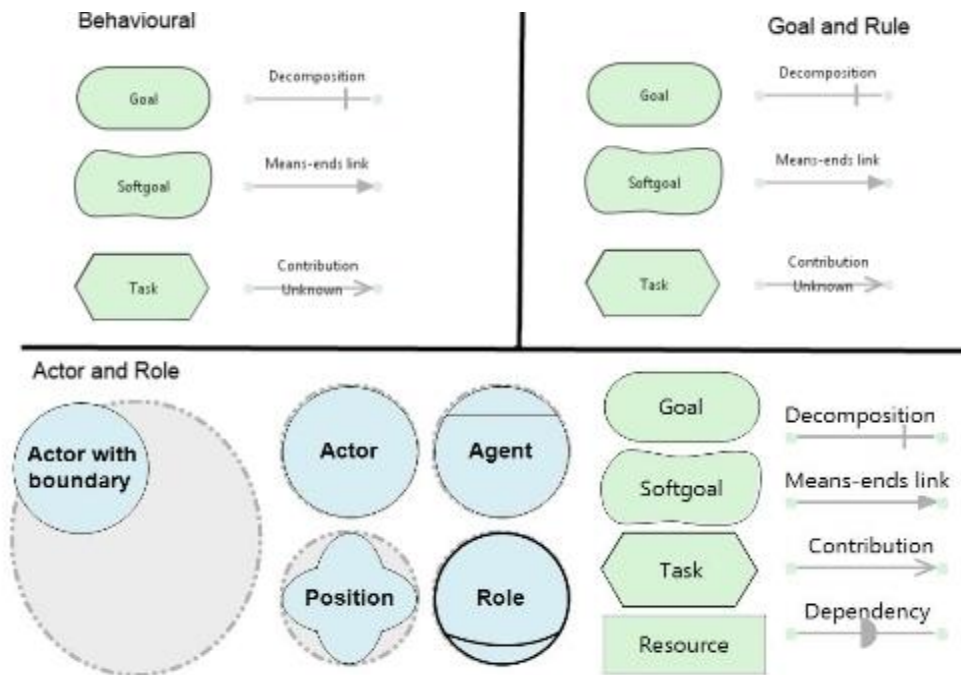 Behavioural
Goal
Decomposition
Softgoal
Means-ends link
Task
Contribution
Unknown
Goal and Rule
Goal
Decomposition
Softgoal
Means-ends link
Task
Contribution
Unknown
Actor and Role
Actor with
boundary
Actor
Agent
Position
Role
Goal
Softgoal
Task
Resource
Decomposition
Means-ends link
Contribution
Dependency